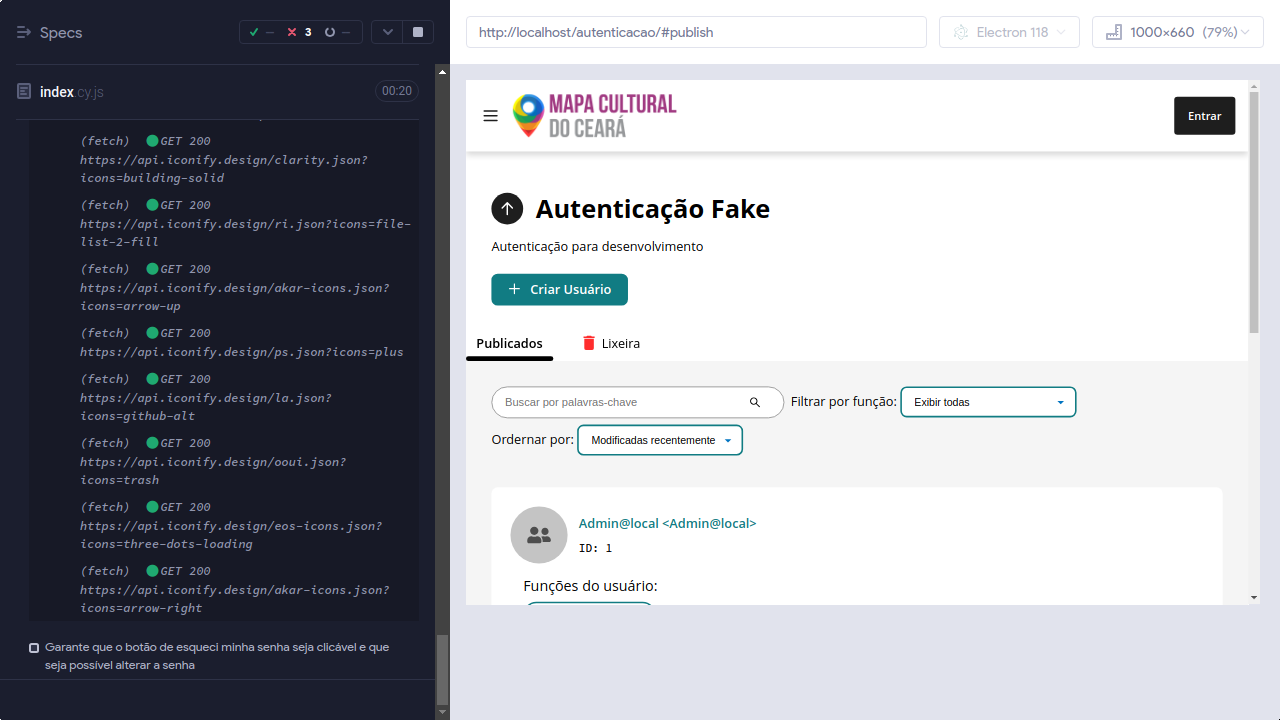 Specs
-- 3 --
index.cy.js
00:20
(fetch) GET 200
https://api.iconify.design/clarity.json?
icons=building-solid
(fetch) GET 200
https://api.iconify.design/ri.json?icons=file-
list-2-fill
(fetch) GET 200
https://api.iconify.design/akar-icons.json?
icons=arrow-up
(fetch) GET 200
https://api.iconify.design/ps.json?icons=plus
(fetch) GET 200
https://api.iconify.design/la.json?
icons=github-alt
(fetch) GET 200
https://api.iconify.design/ooui.json?
icons=trash
(fetch) GET 200
https://api.iconify.design/eos-icons.json?
icons=three-dots-loading
(fetch) GET 200
https://api.iconify.design/akar-icons.json?
icons=arrow-right
Garante que o botão de esqueci minha senha seja clicável e que
seja possível alterar a senha
http://localhost/autenticacao/#publish
Electron 118
1000×660 (79%)
MAPA CULTURAL
DO CEARÁ
Entrar
Autenticação Fake
Autenticação para desenvolvimento
Criar Usuário
Publicados
Lixeira
Buscar por palavras-chave
Filtrar por função: Exibir todas
Ordernar por: Modificadas recentemente
Admin@local <Admin@local>
ID: 1
Funções do usuário: